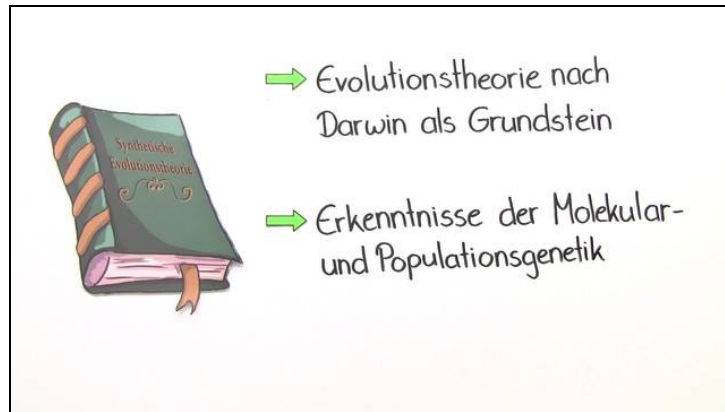 Synthetische
Evolutionstheorie
Evolutionstheorie nach
Darwin als Grundstein
Erkenntnisse der Molekular-
und Populationsgenetik